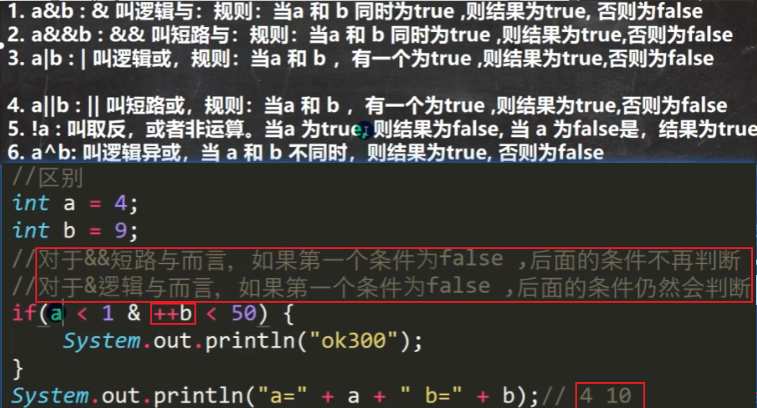 1. a&b : & 叫逻辑与：规则：当a 和 b 同时为true ,则结果为true, 否则为false
2. a&&b : && 叫短路与：规则：当a 和 b 同时为true ,则结果为true,否则为false
3. a|b : | 叫逻辑或，规则：当a 和 b ，有一个为true ,则结果为true,否则为false
4. a||b : || 叫短路或，规则：当a 和 b ，有一个为true ,则结果为true,否则为false
5. !a : 叫取反，或者非运算。当a 为true, 则结果为false, 当 a 为false是，结果为true
6. a^b: 叫逻辑异或，当 a 和 b 不同时，则结果为true, 否则为false
//区别
int a = 4;
int b = 9;
//对于&&短路与而言，如果第一个条件为false ,后面的条件不再判断
//对于&逻辑与而言，如果第一个条件为false ,后面的条件仍然会判断
if(a < 1 & ++b < 50) {
System.out.println("ok300");
}
System.out.println("a=" + a + " b=" + b);// 4 10